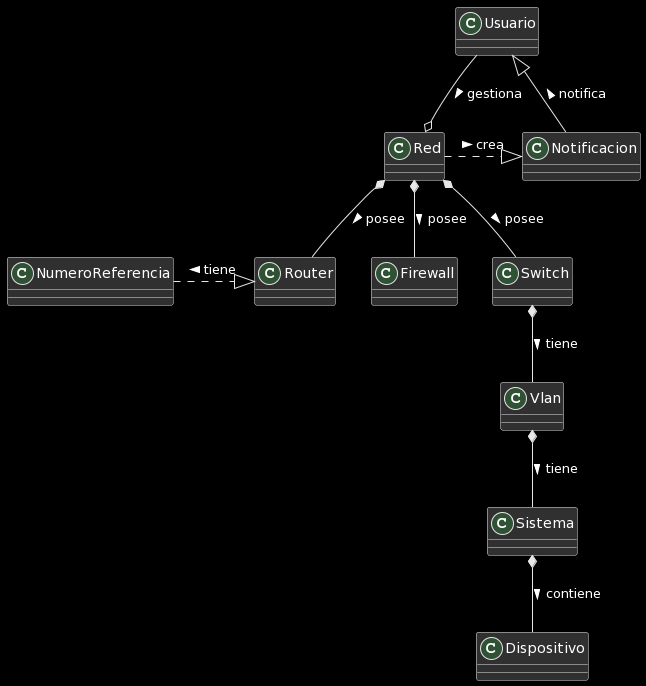 C Usuario
gestiona
notifica
C Red
crea
C Notificacion
posee
posee
posee
C NumeroReferencia
tiene
C Router
C Firewall
C Switch
tiene
C Vlan
tiene
C Sistema
contiene
C Dispositivo